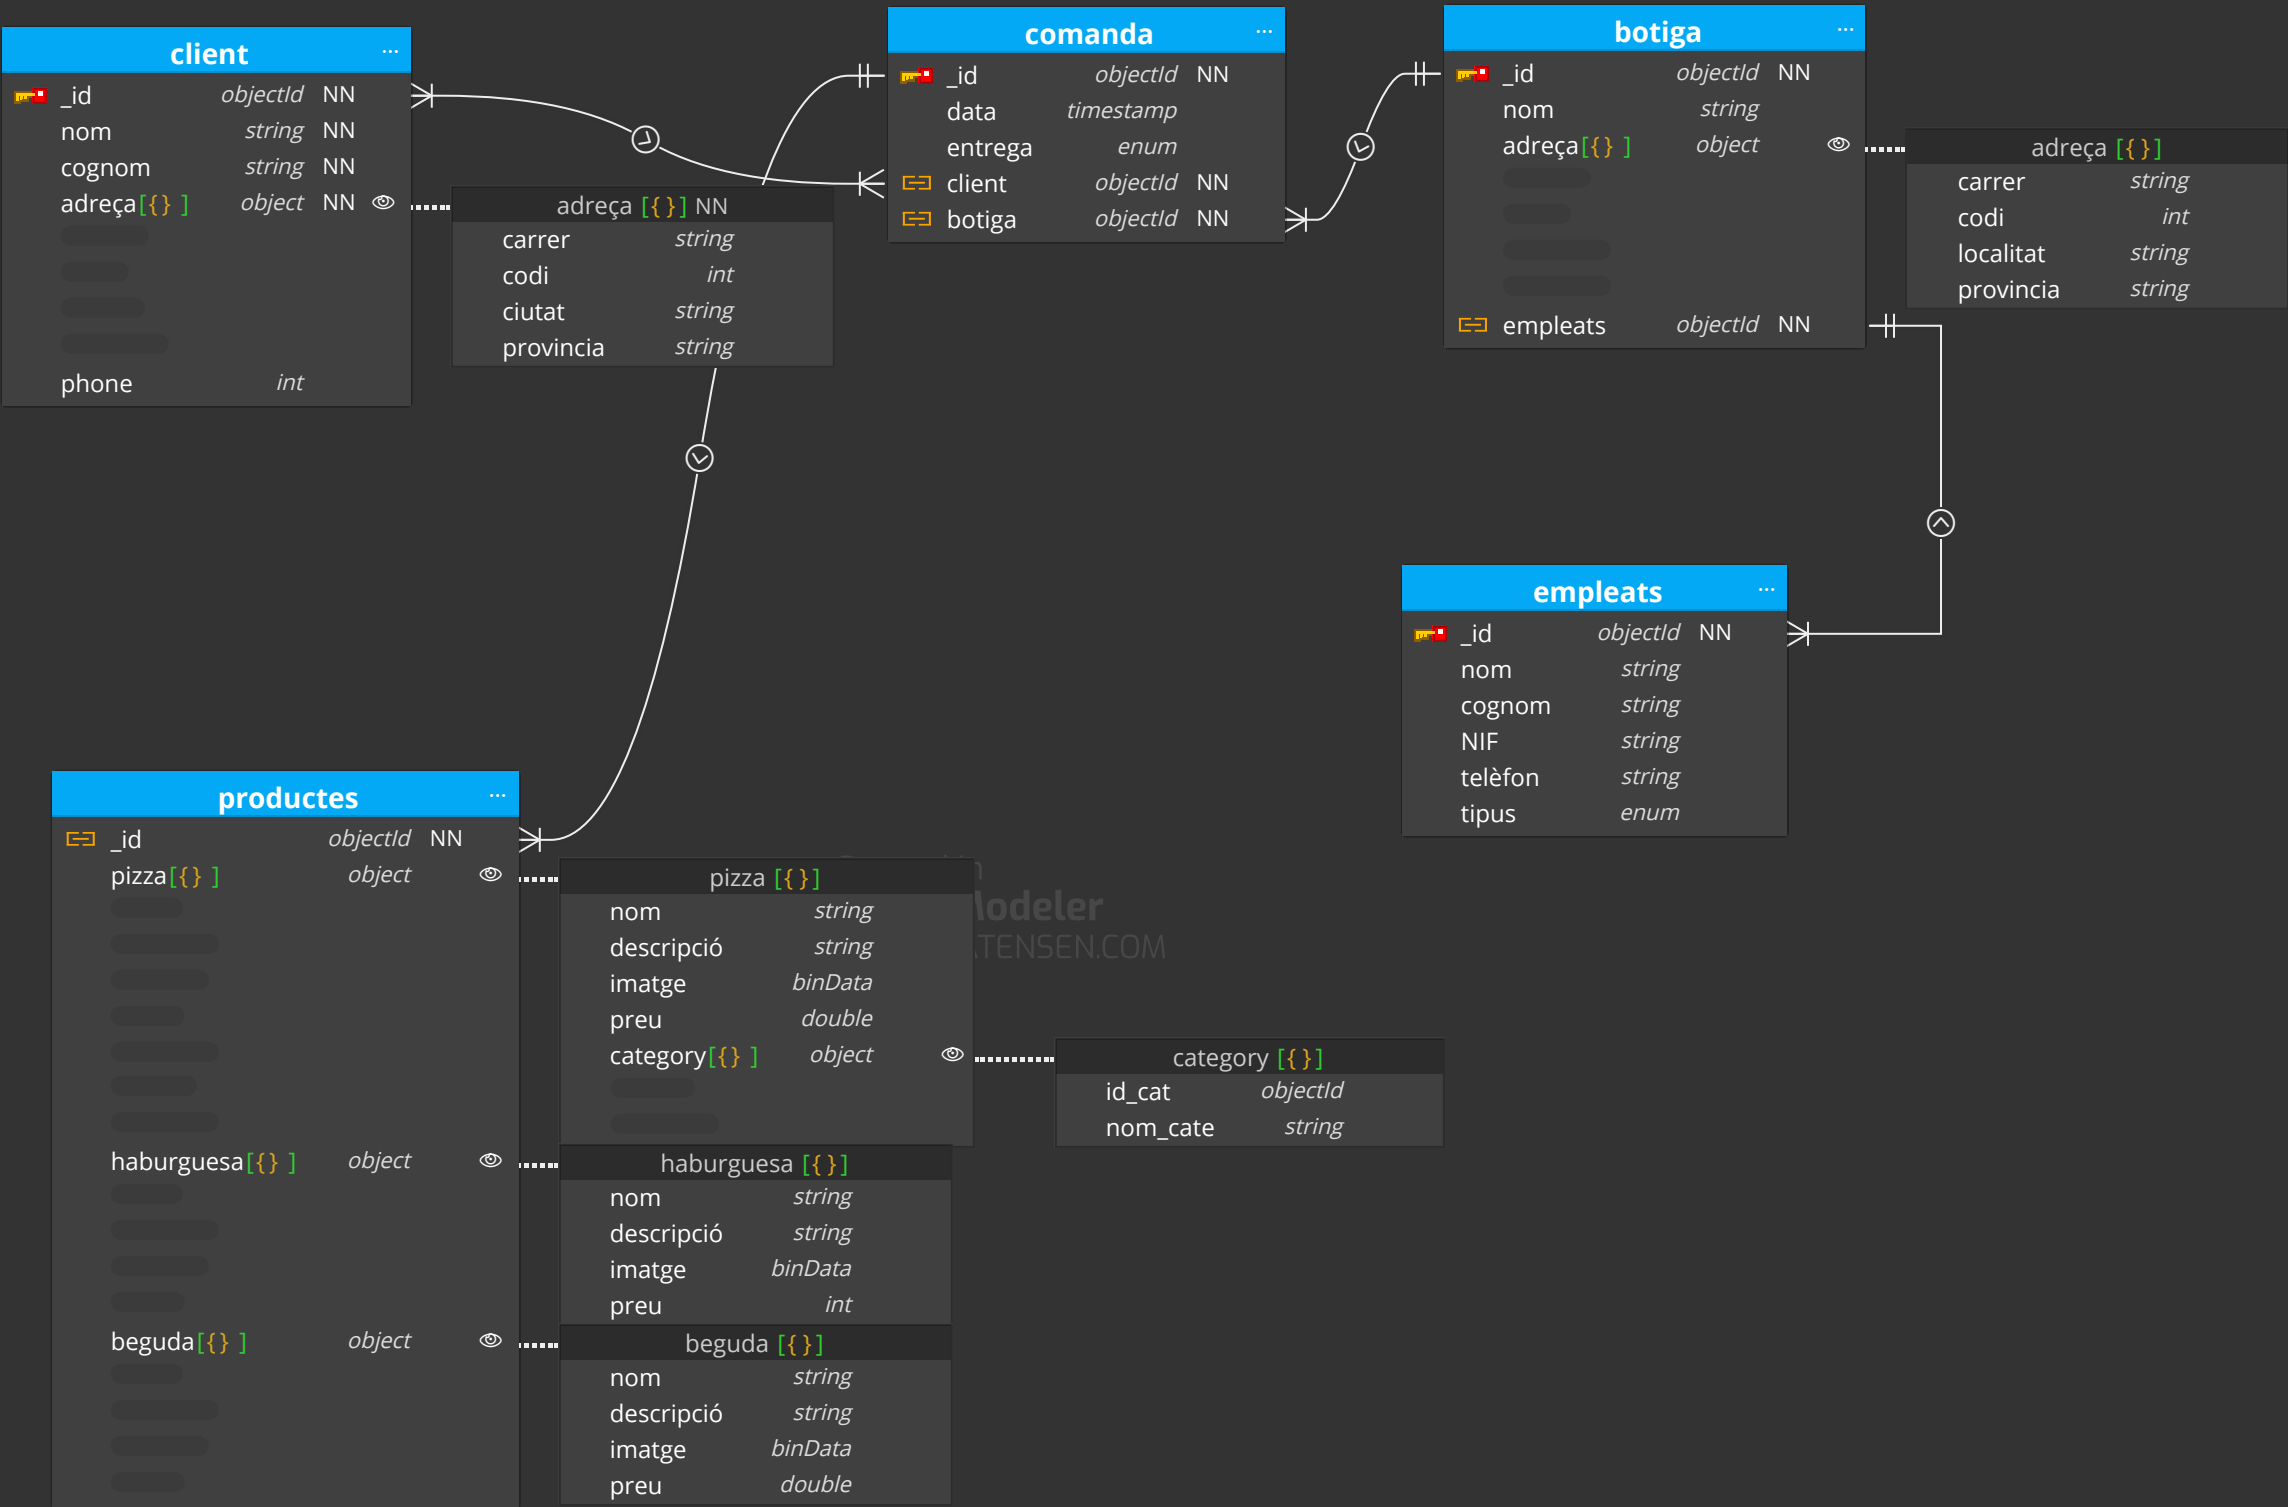 client ...
_id objectId NN
nom string NN
cognom string NN
adreça[{} ] object NN
phone int
adreça [{}] NN
carrer string
codi int
ciutat string
provincia string
comanda ...
_id objectId NN
data timestamp
entrega enum
client objectId NN
botiga objectId NN
botiga ...
_id objectId NN
nom string
adreça[{} ] object
empleats objectId NN
adreça [{}]
carrer string
codi int
localitat string
provincia string
empleats ...
_id objectId NN
nom string
cognom string
NIF string
telèfon string
tipus enum
productes ...
_id objectId NN
pizza[{} ] object
haburguesa[{} ] object
beguda[{} ] object
pizza [{}]
nom string
descripció string
imatge binData
preu double
category[{} ] object
category [{}]
id_cat objectId
nom_cate string
haburguesa [{}]
nom string
descripció string
imatge binData
preu int
beguda [{}]
nom string
descripció string
imatge binData
preu double
Modeler
ATENSEN.COM